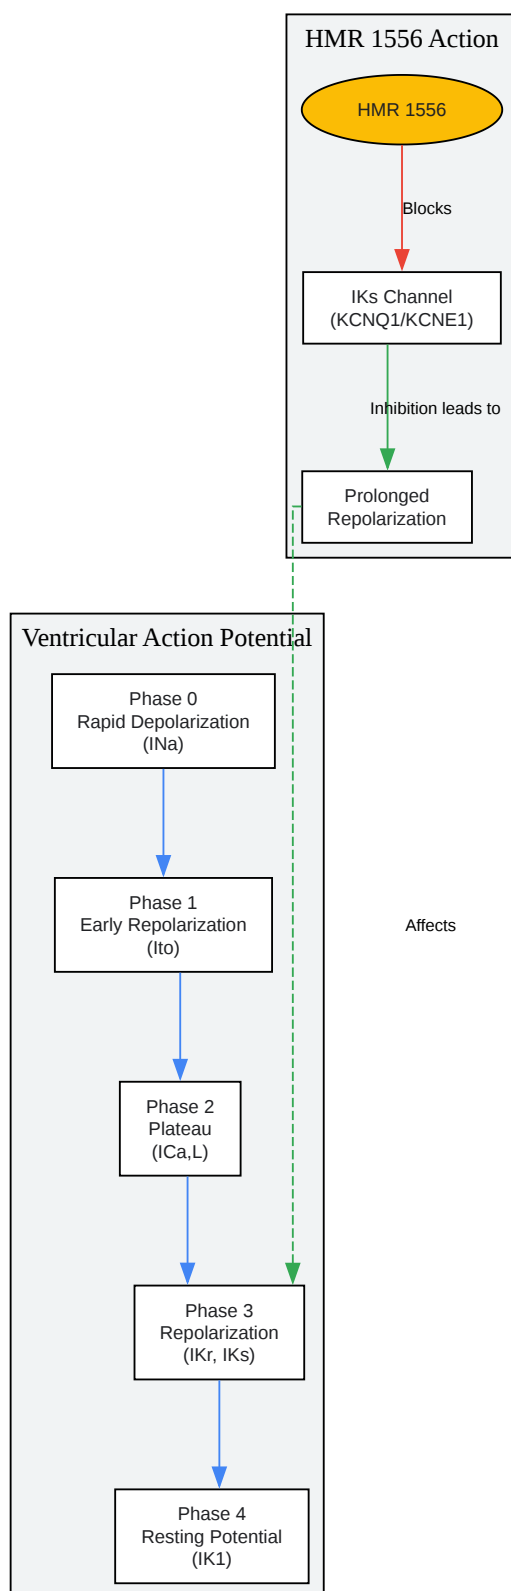 HMR 1556 Action
HMR 1556
Blocks
IKs Channel
(KCNQ1/KCNE1)
Inhibition leads to
Prolonged
Repolarization
Ventricular Action Potential
Phase 0
Rapid Depolarization
(INa)
Phase 1
Early Repolarization
(Ito)
Affects
Phase 2
Plateau
(ICa,L)
Phase 3
Repolarization
(IKr, IKs)
Phase 4
Resting Potential
(IK1)